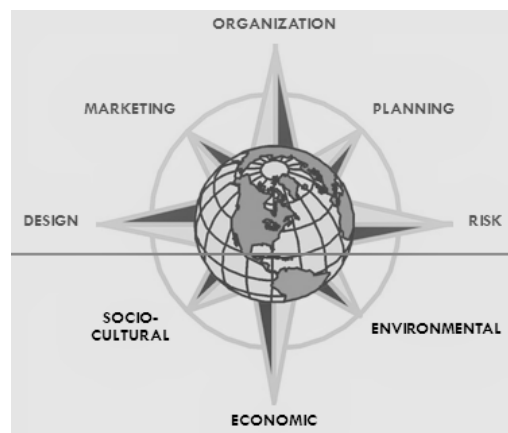 ORGANIZATION
MARKETING
PLANNING
DESIGN
RISK
SOCIO-
CULTURAL
ENVIRONMENTAL
ECONOMIC